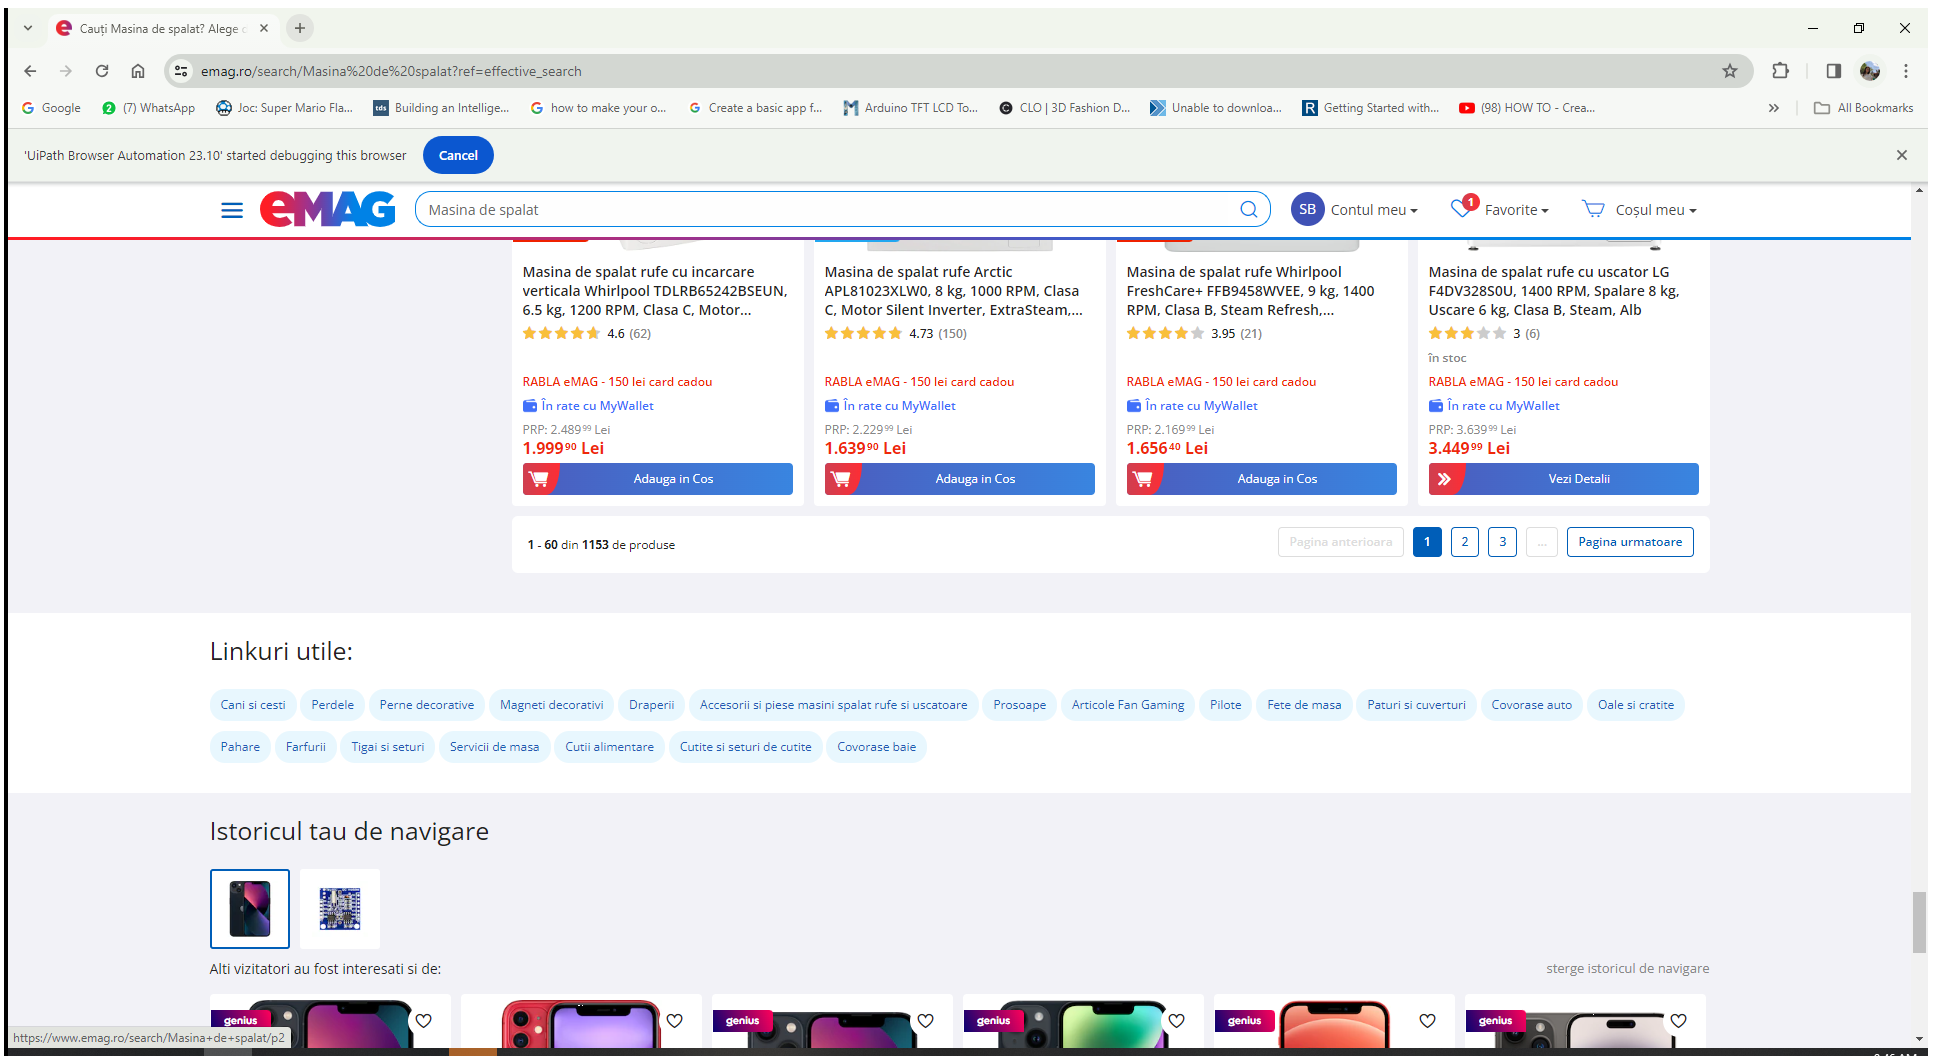 Cauți Masina de spalat? Alege
emag.ro/search/Masina%20de%20spalat?ref=effective_search
Google
(7) WhatsApp
Joc: Super Mario Fla...
Building an Intellige...
how to make your o...
Create a basic app f...
Arduino TFT LCD To...
CLO | 3D Fashion D...
Unable to downloa...
Getting Started with...
(98) HOW TO - Crea...
All Bookmarks
'UiPath Browser Automation 23.10' started debugging this browser
Cancel
eMAG
Masina de spalat
SB
Contul meu
1
Favorite
Coșul meu
Masina de spalat rufe cu incarcare
verticala Whirlpool TDLRB65242BSEUN,
6.5 kg, 1200 RPM, Clasa C, Motor...
4.6 (62)
RABLA eMAG - 150 lei card cadou
În rate cu MyWallet
PRP: 2.489⁹⁹ Lei
1.999⁹⁰ Lei
Adauga in Cos
Masina de spalat rufe Arctic
APL81023XLW0, 8 kg, 1000 RPM, Clasa
C, Motor Silent Inverter, ExtraSteam,...
4.73 (150)
RABLA eMAG - 150 lei card cadou
În rate cu MyWallet
PRP: 2.229⁹⁹ Lei
1.639⁹⁰ Lei
Adauga in Cos
Masina de spalat rufe Whirlpool
FreshCare+ FFB9458WVEE, 9 kg, 1400
RPM, Clasa B, Steam Refresh,...
3.95 (21)
RABLA eMAG - 150 lei card cadou
În rate cu MyWallet
PRP: 2.169⁹⁹ Lei
1.656⁴⁰ Lei
Adauga in Cos
Masina de spalat rufe cu uscator LG
F4DV328S0U, 1400 RPM, Spalare 8 kg,
Uscare 6 kg, Clasa B, Steam, Alb
3 (6)
în stoc
RABLA eMAG - 150 lei card cadou
În rate cu MyWallet
PRP: 3.639⁹⁹ Lei
3.449⁹⁹ Lei
Vezi Detalii
1 - 60 din 1153 de produse
Pagina anterioara
1
2
3
...
Pagina urmatoare
Linkuri utile:
Cani si cesti
Perdele
Perne decorative
Magneti decorativi
Draperii
Accesorii si piese masini spalat rufe si uscatoare
Prosoape
Articole Fan Gaming
Pilote
Fete de masa
Paturi si cuverturi
Covorase auto
Oale si cratite
Pahare
Farfurii
Tigai si seturi
Servicii de masa
Cutii alimentare
Cutite si seturi de cutite
Covorase baie
Istoricul tau de navigare
Alti vizitatori au fost interesati si de:
sterge istoricul de navigare
genius
genius
genius
genius
genius
https://www.emag.ro/search/Masina+de+spalat/p2